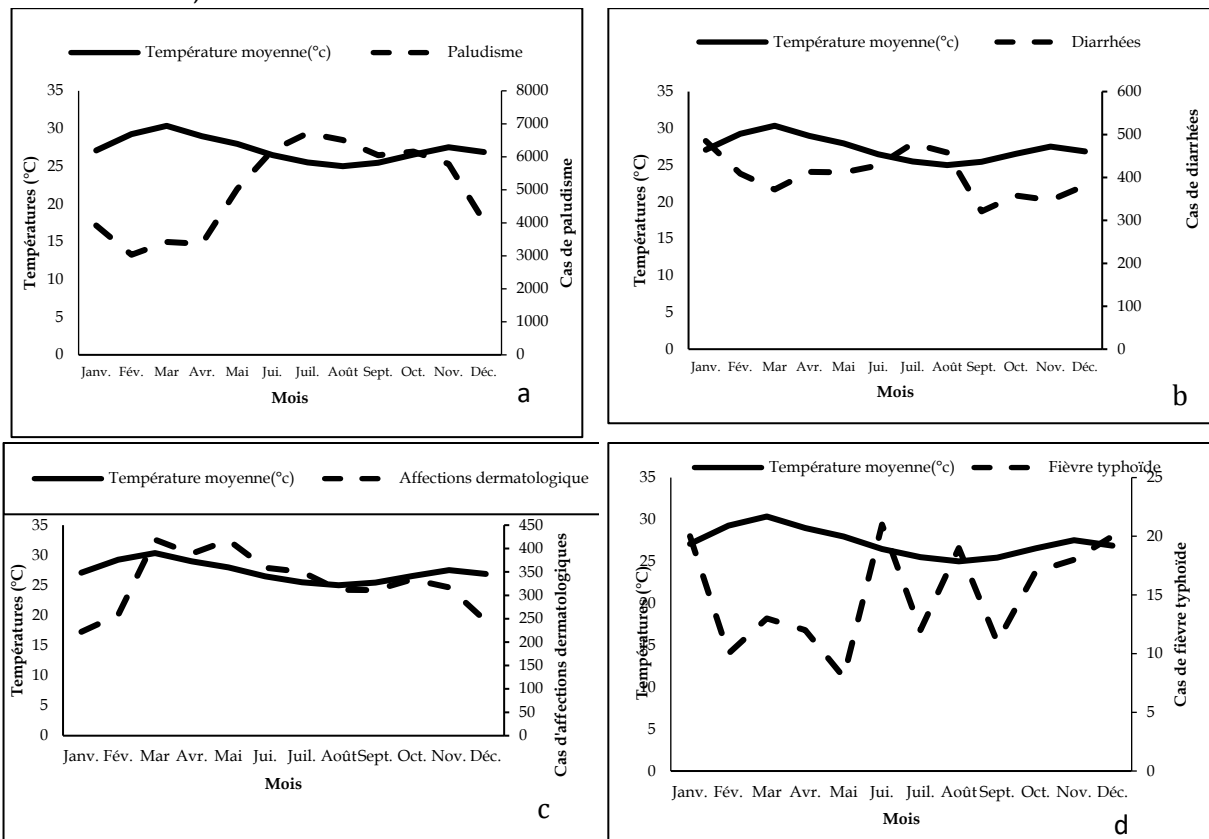 Température moyenne(°c) Paludisme
35 8000
30 7000
25 6000
20 5000
15 4000
10 3000
5 2000
0 1000
0
Températures (°C)
Cas de paludisme
Janv. Fév. Mar Avr. Mai Jui. Juil. Août Sept. Oct. Nov. Déc.
Mois
a
Température moyenne(°c) Diarrhées
35 600
30 500
25 400
20 300
15 200
10 100
5 0
0
Températures (°C)
Cas de diarrhées
Janv. Fév. Mar Avr. Mai Jui. Juil. Août Sept. Oct. Nov. Déc.
Mois
b
Température moyenne(°c) Affections dermatologique
35 450
30 400
25 350
20 300
15 250
10 200
5 150
0 100
50
0
Températures (°C)
Cas d'affections dermatologiques
Janv. Fév. Mar Avr. Mai Jui. Juil. Août Sept. Oct. Nov. Déc.
Mois
c
Température moyenne(°c) Fièvre typhoïde
35 25
30 20
25 15
20 10
15 5
10 0
5
0
Températures (°C)
Cas de fièvre typhoïde
Janv. Fév. Mar Avr. Mai Jui. Juil. Août Sept. Oct. Nov. Déc.
Mois
d